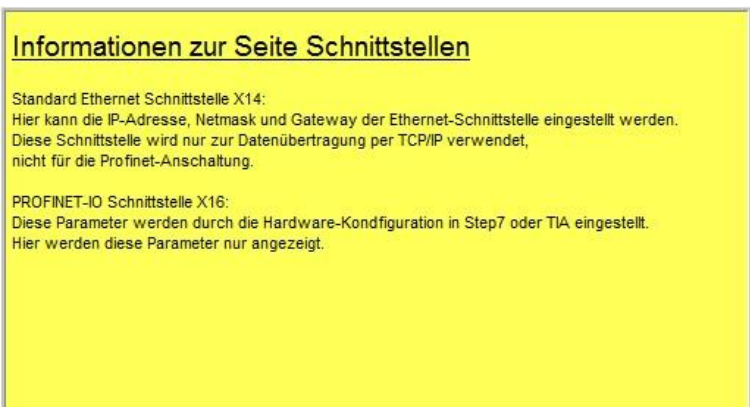 Informationen zur Seite Schnittstellen
Standard Ethernet Schnittstelle X14:
Hier kann die IP-Adresse, Netmask und Gateway der Ethernet-Schnittstelle eingestellt werden.
Diese Schnittstelle wird nur zur Datenübertragung per TCP/IP verwendet,
nicht für die Profinet-Anschaltung.
PROFINET-IO Schnittstelle X16:
Diese Parameter werden durch die Hardware-Kondfiguration in Step7 oder TIA eingestellt.
Hier werden diese Parameter nur angezeigt.